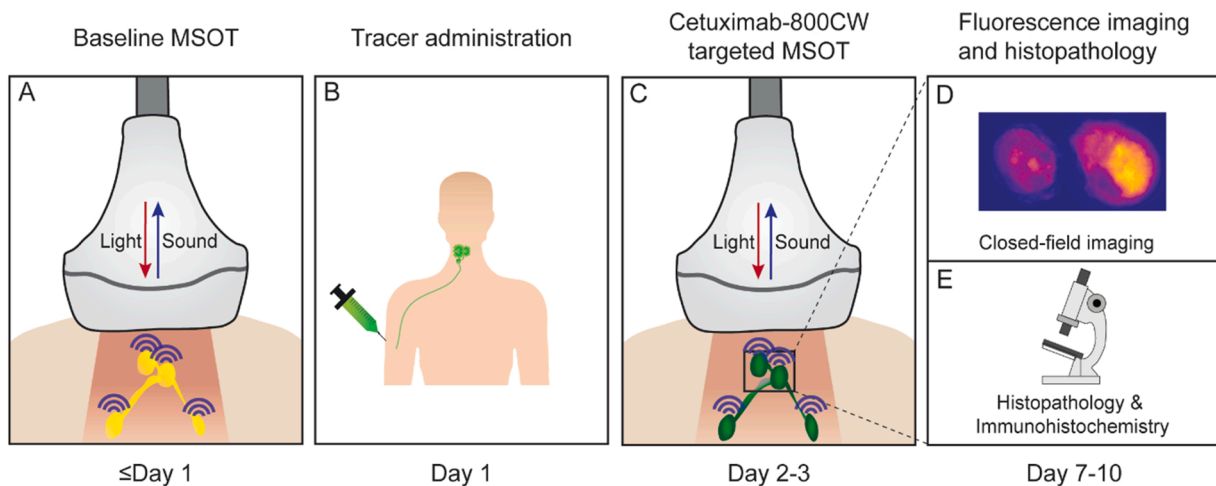 Baseline MSOT
Tracer administration
Cetuximab-800CW
targeted MSOT
Fluorescence imaging
and histopathology
A
Light
Sound
B
C
Light
Sound
D
Closed-field imaging
E
Histopathology &
Immunohistochemistry
≤Day 1
Day 1
Day 2-3
Day 7-10